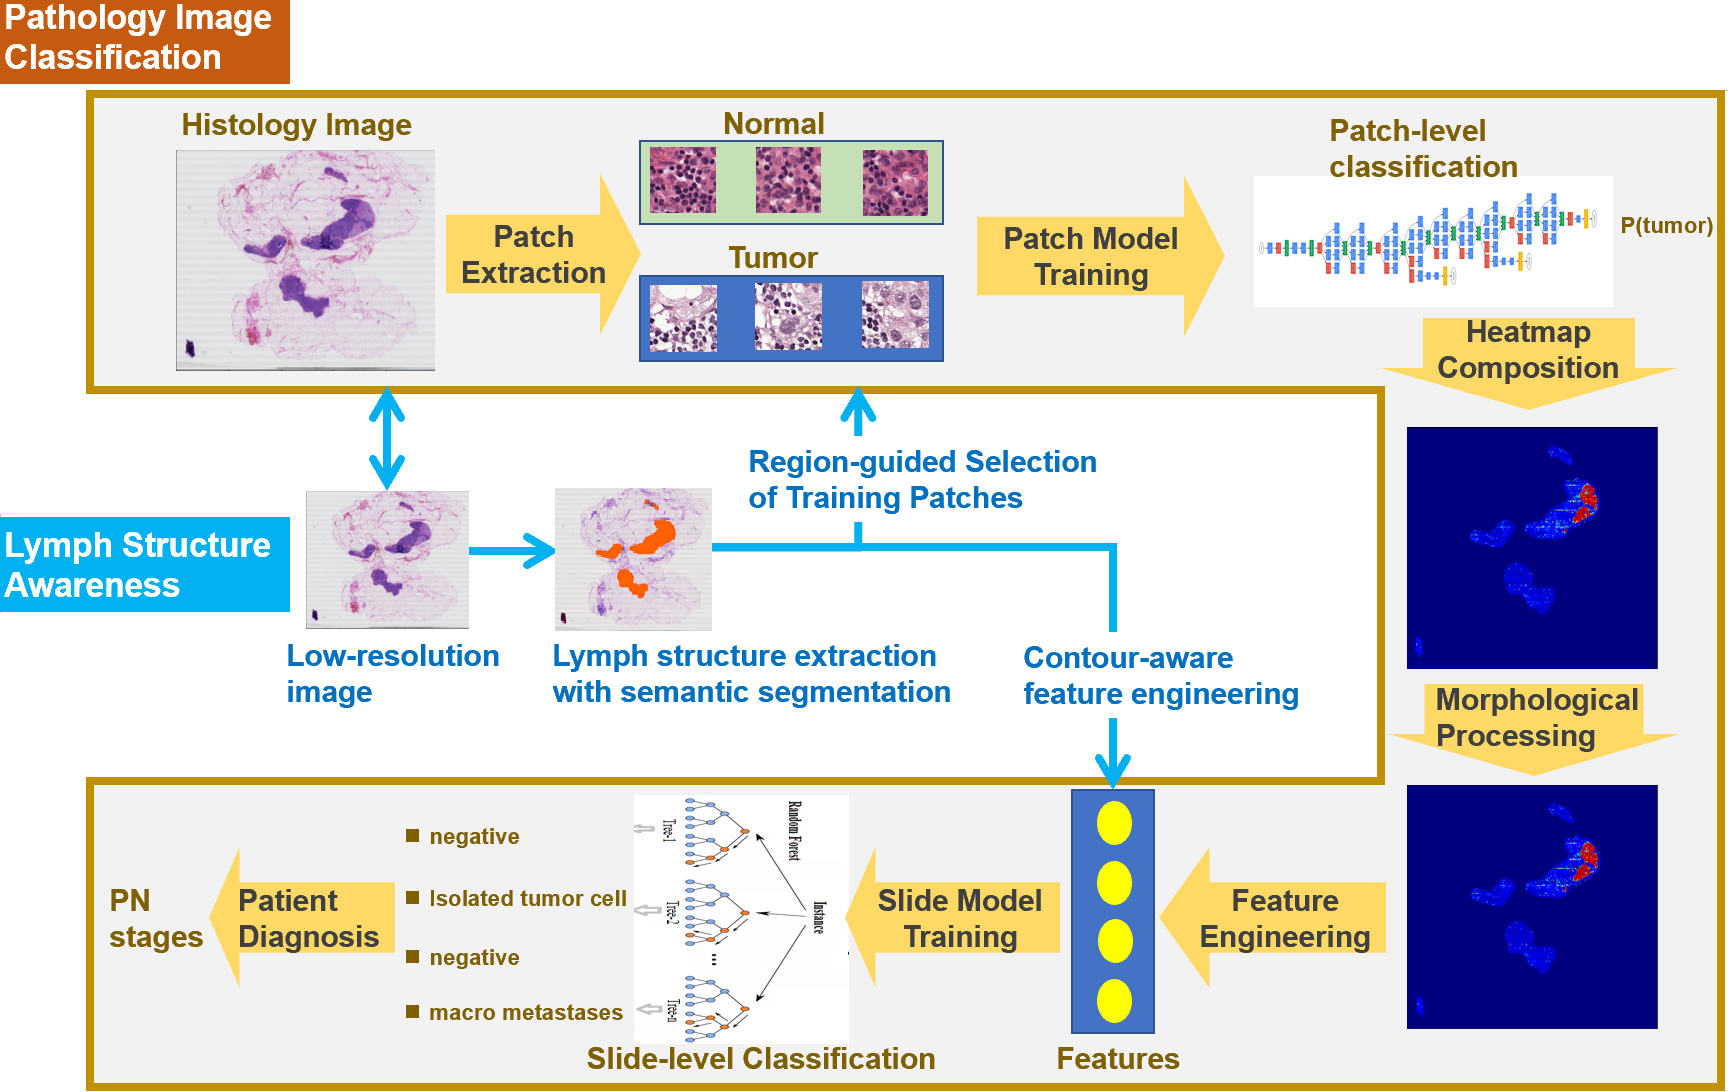 Pathology Image
Classification
Histology Image
Patch
Extraction
Normal
Tumor
Patch Model
Training
Patch-level
classification
P(tumor)
Heatmap
Composition
Region-guided Selection
of Training Patches
Lymph Structure
Awareness
Low-resolution
image
Lymph structure extraction
with semantic segmentation
Contour-aware
feature engineering
Morphological
Processing
Feature
Engineering
Features
Slide Model
Training
Random Forest
Instance
Tree-1
Tree-2
...
Tree-n
Slide-level Classification
negative
Isolated tumor cell
negative
macro metastases
Patient
Diagnosis
PN
stages